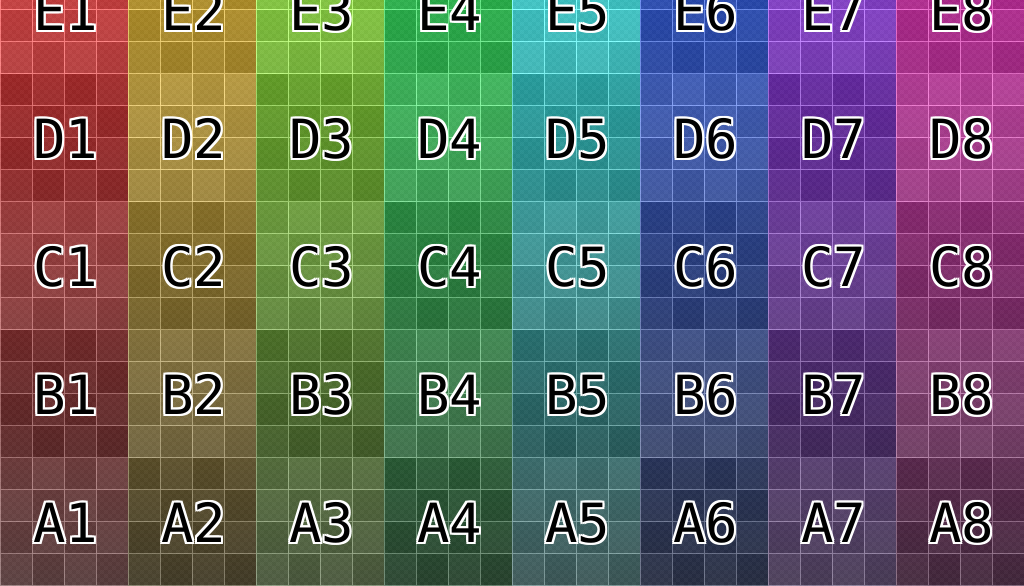 E1 E2 E3 E4 E5 E6 E7 E8
D1 D2 D3 D4 D5 D6 D7 D8
C1 C2 C3 C4 C5 C6 C7 C8
B1 B2 B3 B4 B5 B6 B7 B8
A1 A2 A3 A4 A5 A6 A7 A8